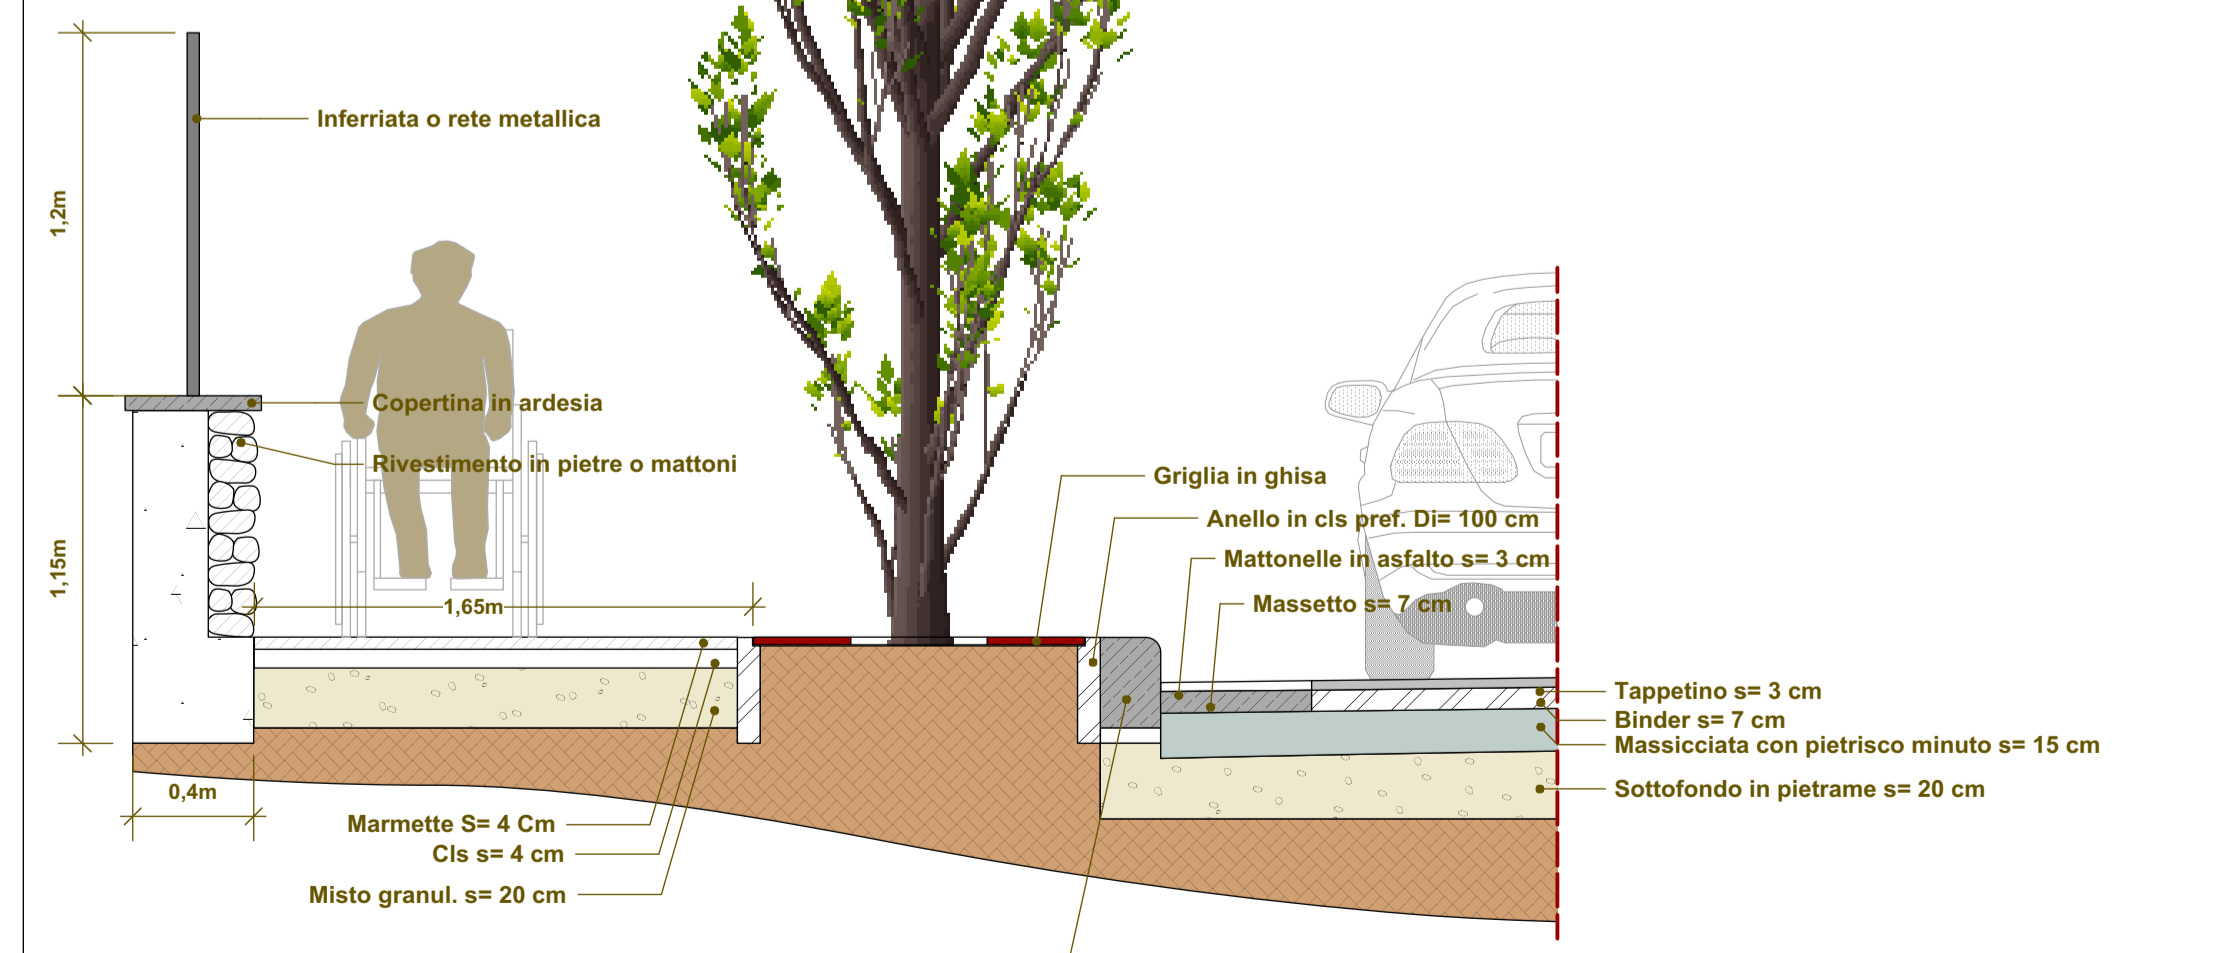 1,2m
Inferriata o rete metallica
Copertina in ardesia
Rivestimento in pietre o mattoni
1,15m
1,65m
0,4m
Griglia in ghisa
Anello in cls pref. Di= 100 cm
Mattonelle in asfalto s= 3 cm
Massetto s= 7 cm
Tappetino s= 3 cm
Binder s= 7 cm
Massicciata con pietrisco minuto s= 15 cm
Sottofondo in pietrame s= 20 cm
Marmette S= 4 Cm
Cls s= 4 cm
Misto granul. s= 20 cm